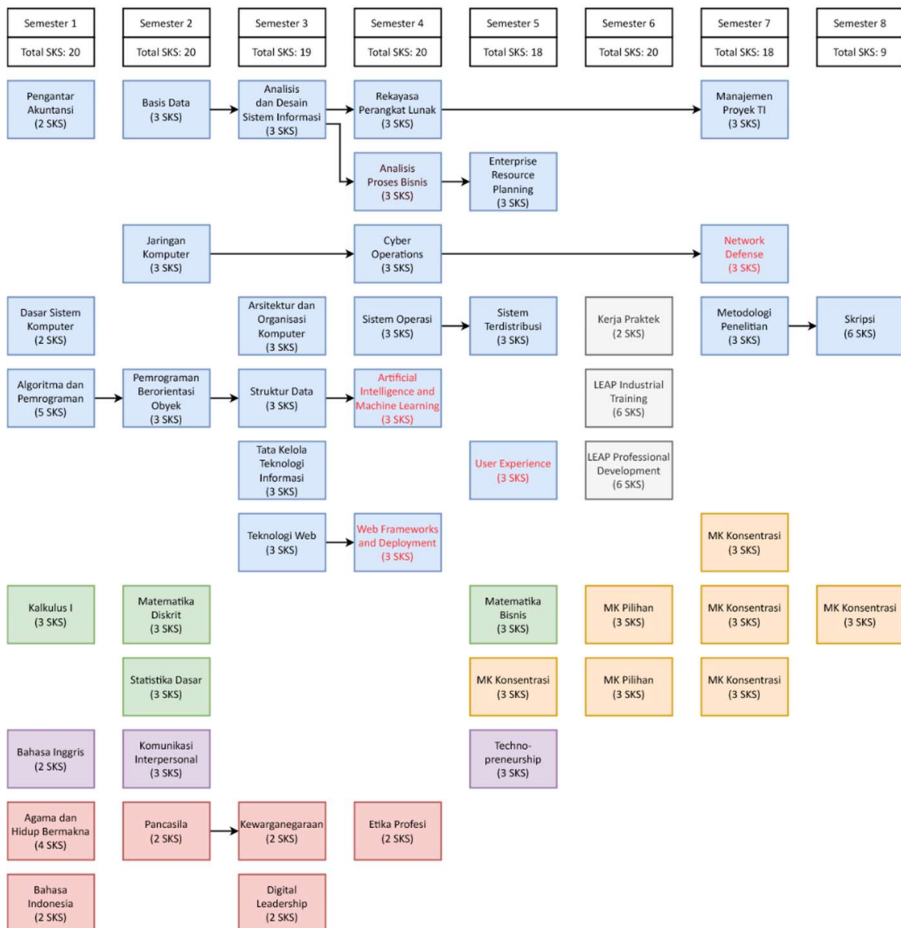 Semester 1
Semester 2
Semester 3
Semester 4
Semester 5
Semester 6
Semester 7
Semester 8
Total SKS: 20
Total SKS: 20
Total SKS: 19
Total SKS: 20
Total SKS: 18
Total SKS: 20
Total SKS: 18
Total SKS: 9
Pengantar
Akuntansi
(2 SKS)
Basis Data
(3 SKS)
Analisis
dan Desain
Sistem Informasi
(3 SKS)
Rekayasa
Perangkat Lunak
(3 SKS)
Manajemen
Proyek TI
(3 SKS)
Analisis
Proses Bisnis
(3 SKS)
Enterprise
Resource
Planning
(3 SKS)
Jaringan
Komputer
(3 SKS)
Cyber
Operations
(3 SKS)
Network
Defense
(3 SKS)
Dasar Sistem
Komputer
(2 SKS)
Arsitektur dan
Organisasi
Komputer
(3 SKS)
Sistem Operasi
(3 SKS)
Sistem
Terdistribusi
(3 SKS)
Kerja Praktek
(2 SKS)
Metodologi
Penelitian
(3 SKS)
Skripsi
(6 SKS)
Algoritma dan
Pemrograman
(5 SKS)
Pemrograman
Berorientasi
Obyek
(3 SKS)
Struktur Data
(3 SKS)
Artificial
Intelligence and
Machine Learning
(3 SKS)
LEAP Industrial
Training
(6 SKS)
Tata Kelola
Teknologi
Informasi
(3 SKS)
User Experience
(3 SKS)
LEAP Professional
Development
(6 SKS)
Teknologi Web
(3 SKS)
Web Frameworks
and Deployment
(3 SKS)
MK Konsentrasi
(3 SKS)
Kalkulus I
(3 SKS)
Matematika
Diskrit
(3 SKS)
Matematika
Bisnis
(3 SKS)
MK Pilihan
(3 SKS)
MK Konsentrasi
(3 SKS)
MK Konsentrasi
(3 SKS)
Statistika Dasar
(3 SKS)
MK Konsentrasi
(3 SKS)
MK Pilihan
(3 SKS)
MK Konsentrasi
(3 SKS)
Bahasa Inggris
(2 SKS)
Komunikasi
Interpersonal
(3 SKS)
Techno-
preneurship
(3 SKS)
Agama dan
Hidup Bermakna
(4 SKS)
Pancasila
(2 SKS)
Kewarganegaraan
(2 SKS)
Etika Profesi
(2 SKS)
Bahasa
Indonesia
(2 SKS)
Digital
Leadership
(2 SKS)